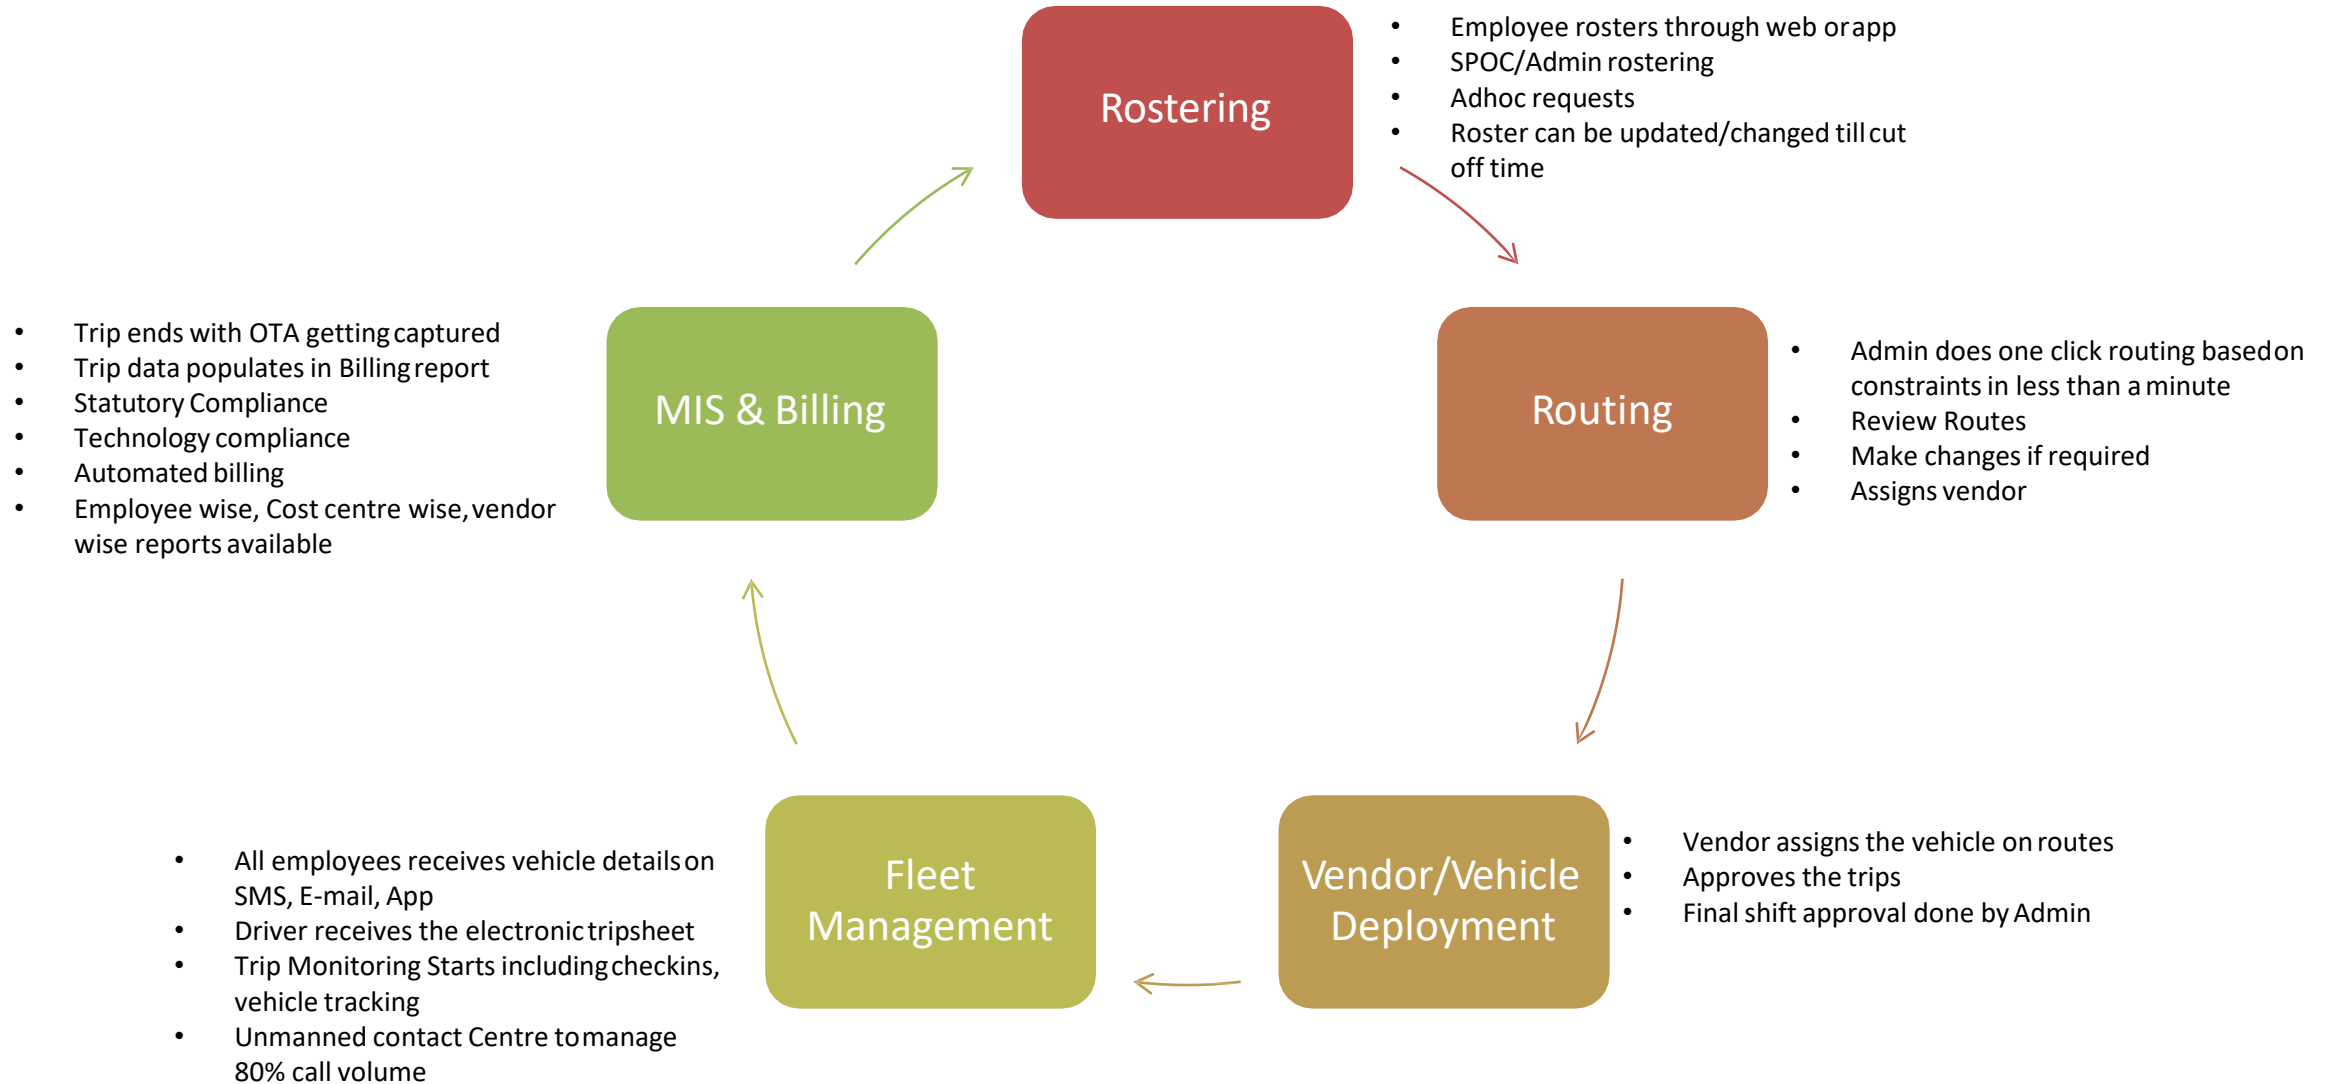 Rostering
• Employee rosters through web or app
• SPOC/Admin rostering
• Adhoc requests
• Roster can be updated/changed till cut
off time
Routing
• Admin does one click routing based on
constraints in less than a minute
• Review Routes
• Make changes if required
• Assigns vendor
Vendor/Vehicle
Deployment
• Vendor assigns the vehicle on routes
• Approves the trips
• Final shift approval done by Admin
Fleet
Management
• All employees receives vehicle details on
SMS, E-mail, App
• Driver receives the electronic tripsheet
• Trip Monitoring Starts including checkins,
vehicle tracking
• Unmanned contact Centre to manage
80% call volume
MIS & Billing
• Trip ends with OTA getting captured
• Trip data populates in Billing report
• Statutory Compliance
• Technology compliance
• Automated billing
• Employee wise, Cost centre wise, vendor
wise reports available